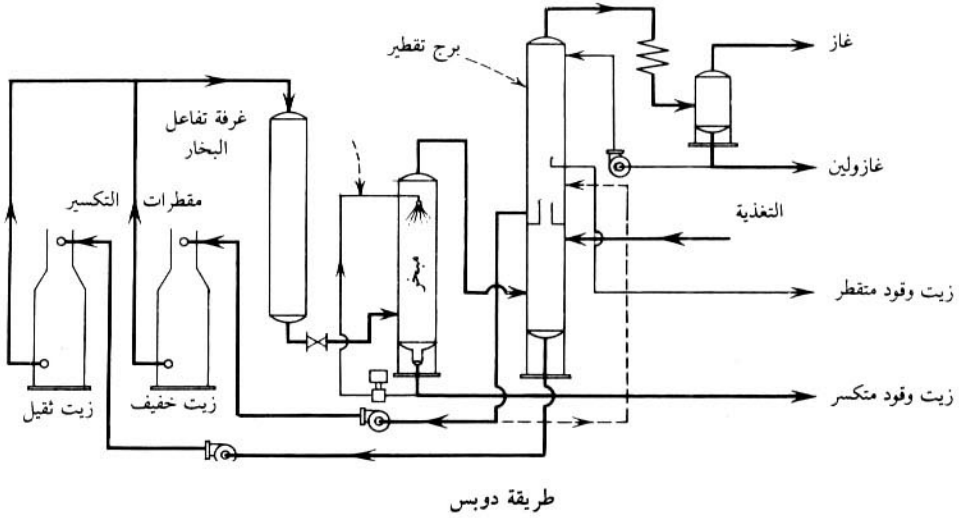 غاز
برج تقطير
غرفة تفاعل
البخار
غازولين
مقطرات التكسير
التغذية
مبخر
زيت وقود متقطر
زيت وقود متكسر
زيت خفيف
زيت ثقيل
طريقة دوبس